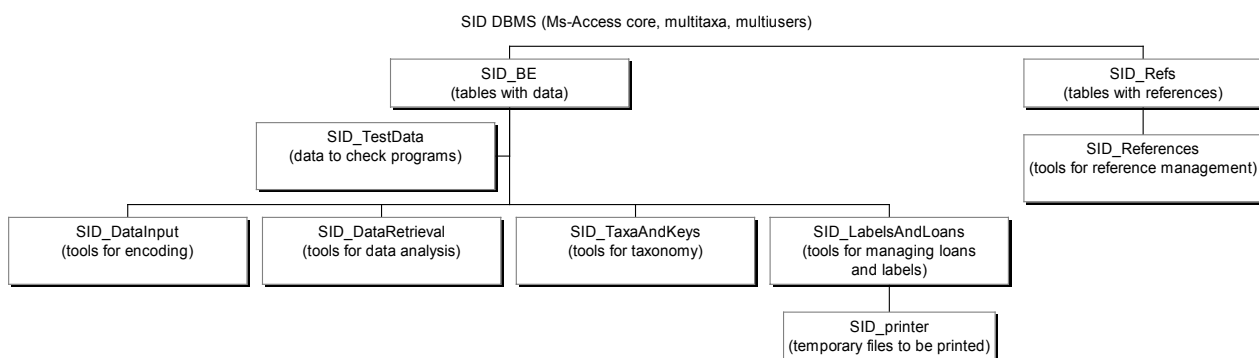 SID DBMS (Ms-Access core, multitaxa, multiusers)
SID_BE
(tables with data)
SID_Refs
(tables with references)
SID_TestData
(data to check programs)
SID_References
(tools for reference management)
SID_DataInput
(tools for encoding)
SID_DataRetrieval
(tools for data analysis)
SID_TaxaAndKeys
(tools for taxonomy)
SID_LabelsAndLoans
(tools for managing loans
and labels)
SID_printer
(temporary files to be printed)